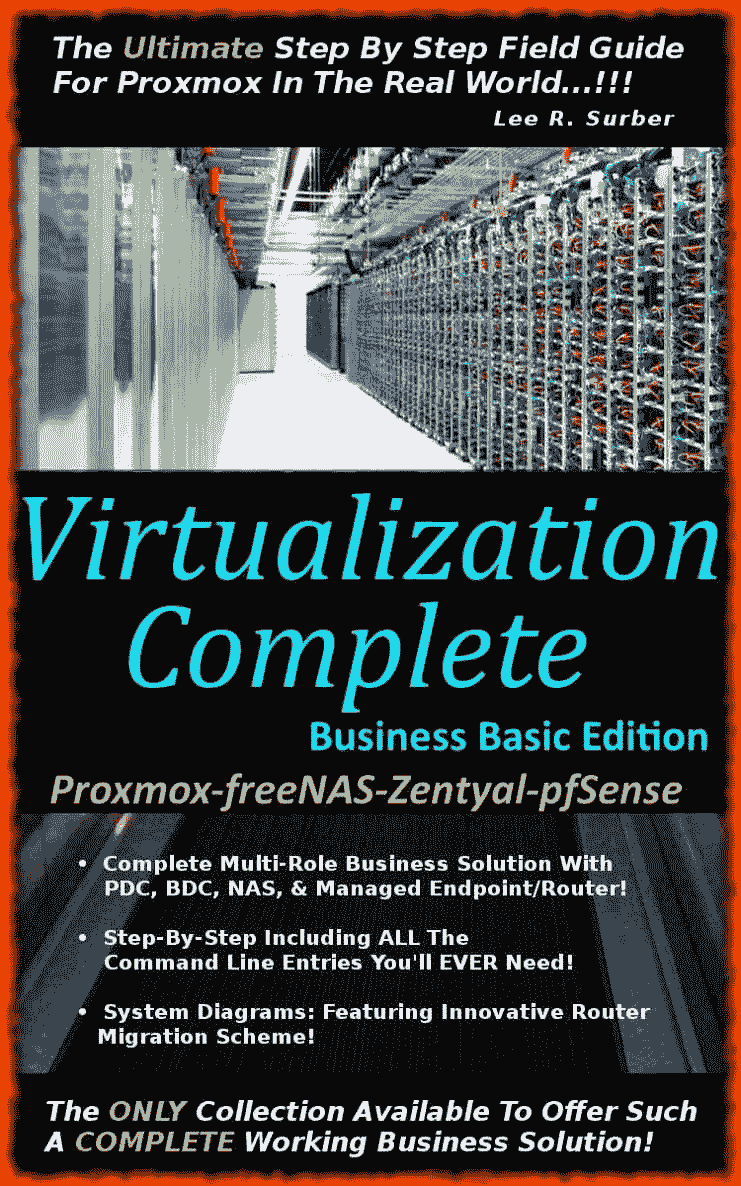 The Ultimate Step By Step Field Guide
For Proxmox In The Real World...!!!
Lee R. Surber
Virtualization
Complete
Business Basic Edition
Proxmox-freeNAS-Zentyal-pfSense
• Complete Multi-Role Business Solution With
PDC, BDC, NAS, & Managed Endpoint/Router!
• Step-By-Step Including ALL The
Command Line Entries You'll EVER Need!
• System Diagrams: Featuring Innovative Router
Migration Scheme!
The ONLY Collection Available To Offer Such
A COMPLETE Working Business Solution!